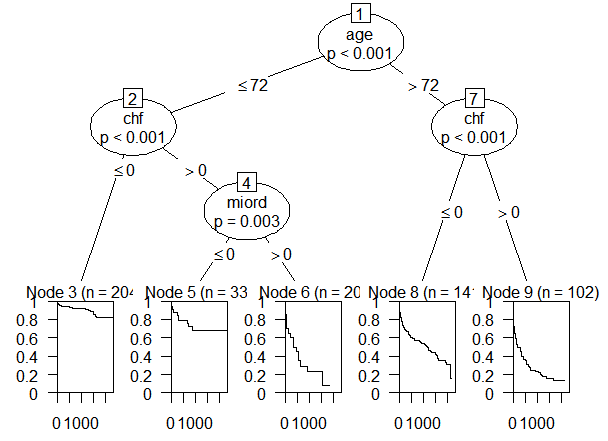 1
age
p < 0.001
≤ 72
> 72
2
chf
p < 0.001
7
chf
p < 0.001
≤ 0
> 0
4
miord
p = 0.003
≤ 0
> 0
≤ 0
> 0
Node 3 (n = 204
Node 5 (n = 33
Node 6 (n = 20
Node 8 (n = 141
Node 9 (n = 102)
1 1 1 1 1
0.8 0.8 0.8 0.8 0.8
0.6 0.6 0.6 0.6 0.6
0.4 0.4 0.4 0.4 0.4
0.2 0.2 0.2 0.2 0.2
0 0 0 0 0
0 1000 0 1000 0 1000 0 1000 0 1000